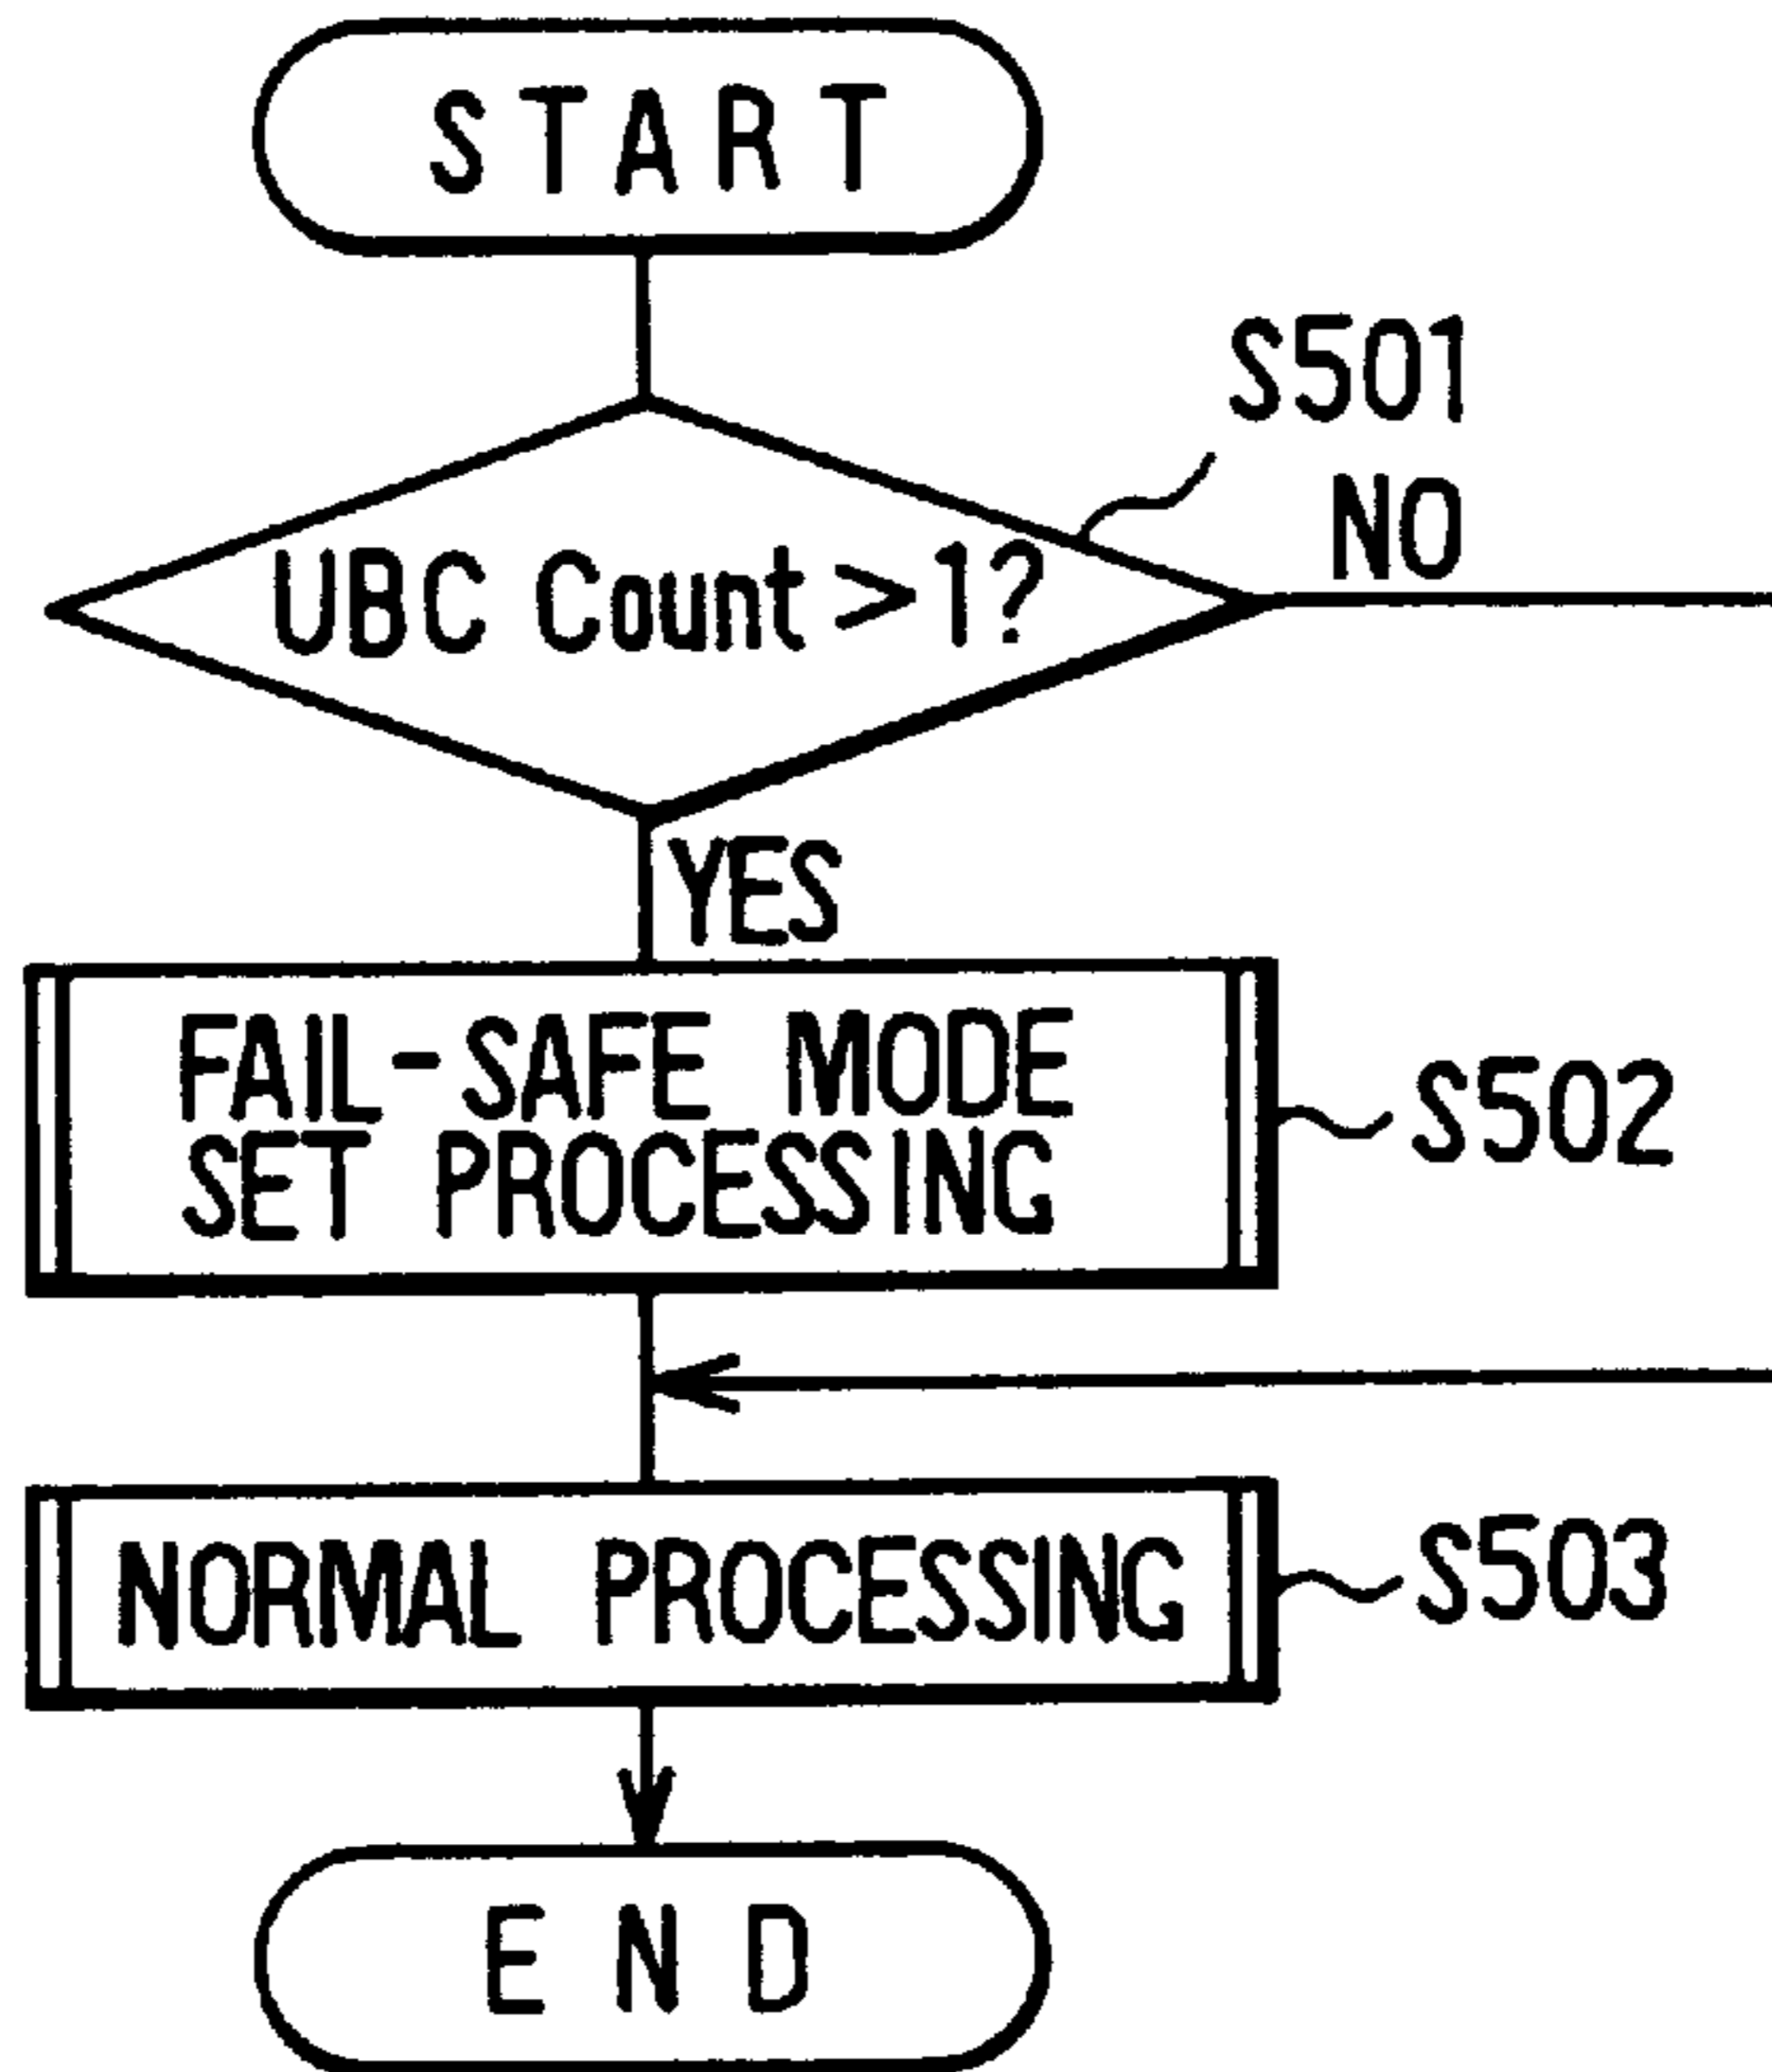 START
S501
NO
UBC Count>1?
YES
FAIL-SAFE MODE
SET PROCESSING
S502
NORMAL PROCESSING
S503
END